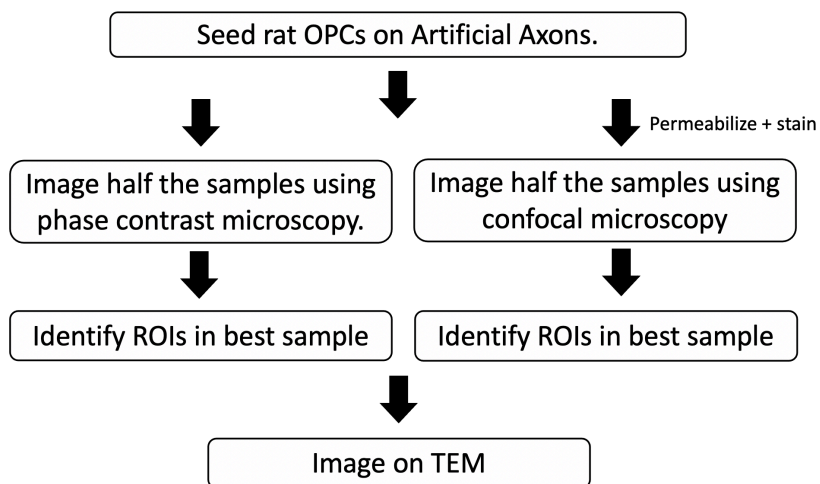 Seed rat OPCs on Artificial Axons.
Permeabilize + stain
Image half the samples using
phase contrast microscopy.
Image half the samples using
confocal microscopy
Identify ROIs in best sample
Identify ROIs in best sample
Image on TEM